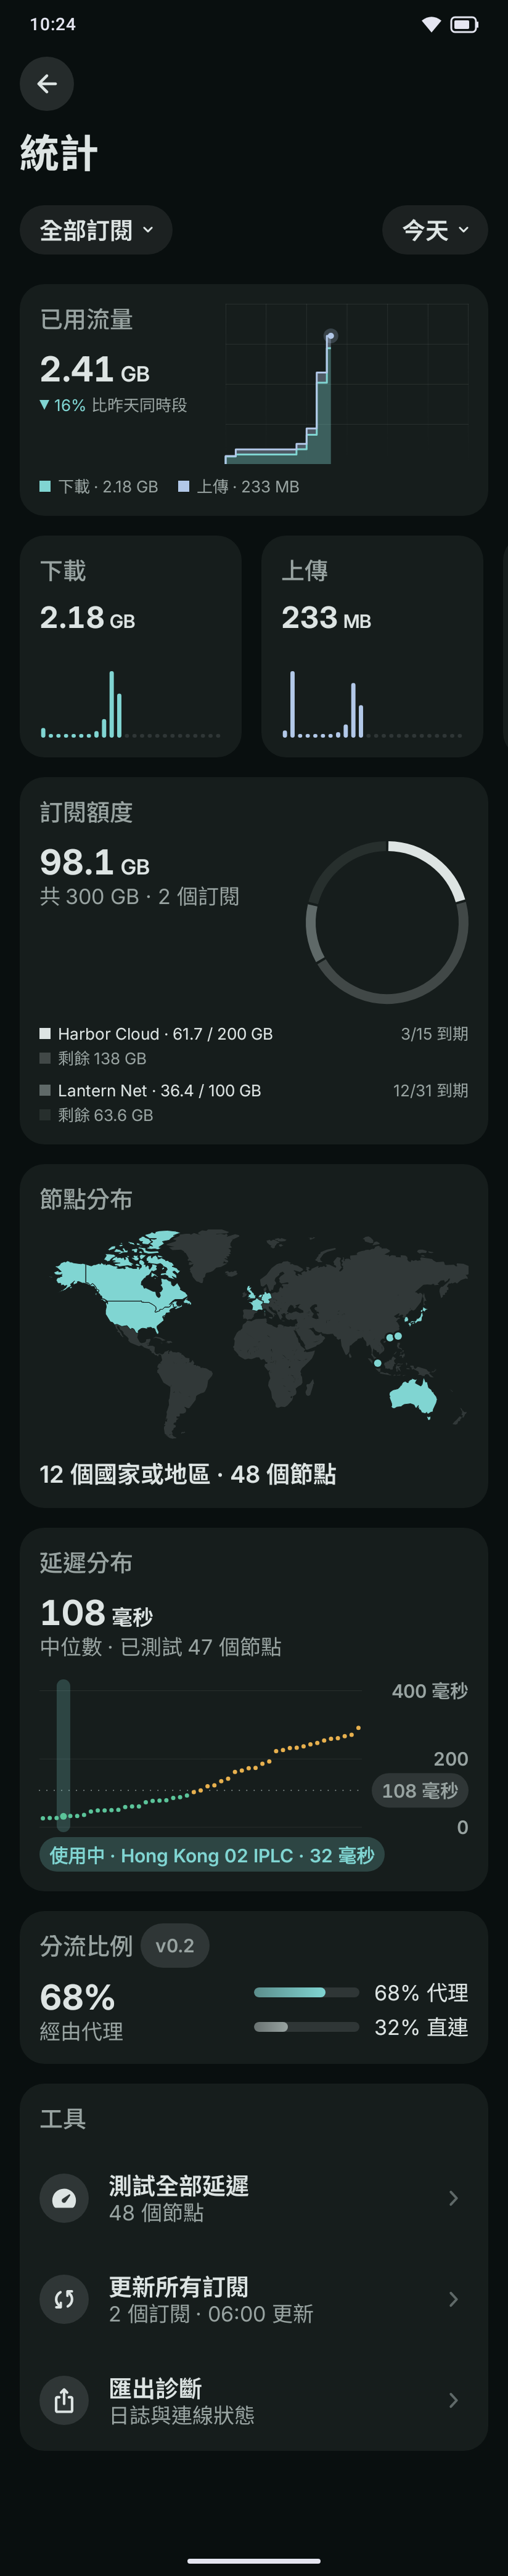 10:24
統計
全部訂閱
今天
已用流量
2.41 GB
▼ 16% 比昨天同時段
下載 · 2.18 GB
上傳 · 233 MB
下載
2.18 GB
上傳
233 MB
訂閱額度
98.1 GB
共 300 GB · 2 個訂閱
Harbor Cloud · 61.7 / 200 GB
3/15 到期
剩餘 138 GB
Lantern Net · 36.4 / 100 GB
12/31 到期
剩餘 63.6 GB
節點分布
12 個國家或地區 · 48 個節點
延遲分布
108 毫秒
中位數 · 已測試 47 個節點
400 毫秒
200
108 毫秒
0
使用中 · Hong Kong 02 IPLC · 32 毫秒
分流比例 v0.2
68%
經由代理
68% 代理
32% 直連
工具
測試全部延遲
48 個節點
更新所有訂閱
2 個訂閱 · 06:00 更新
匯出診斷
日誌與連線狀態